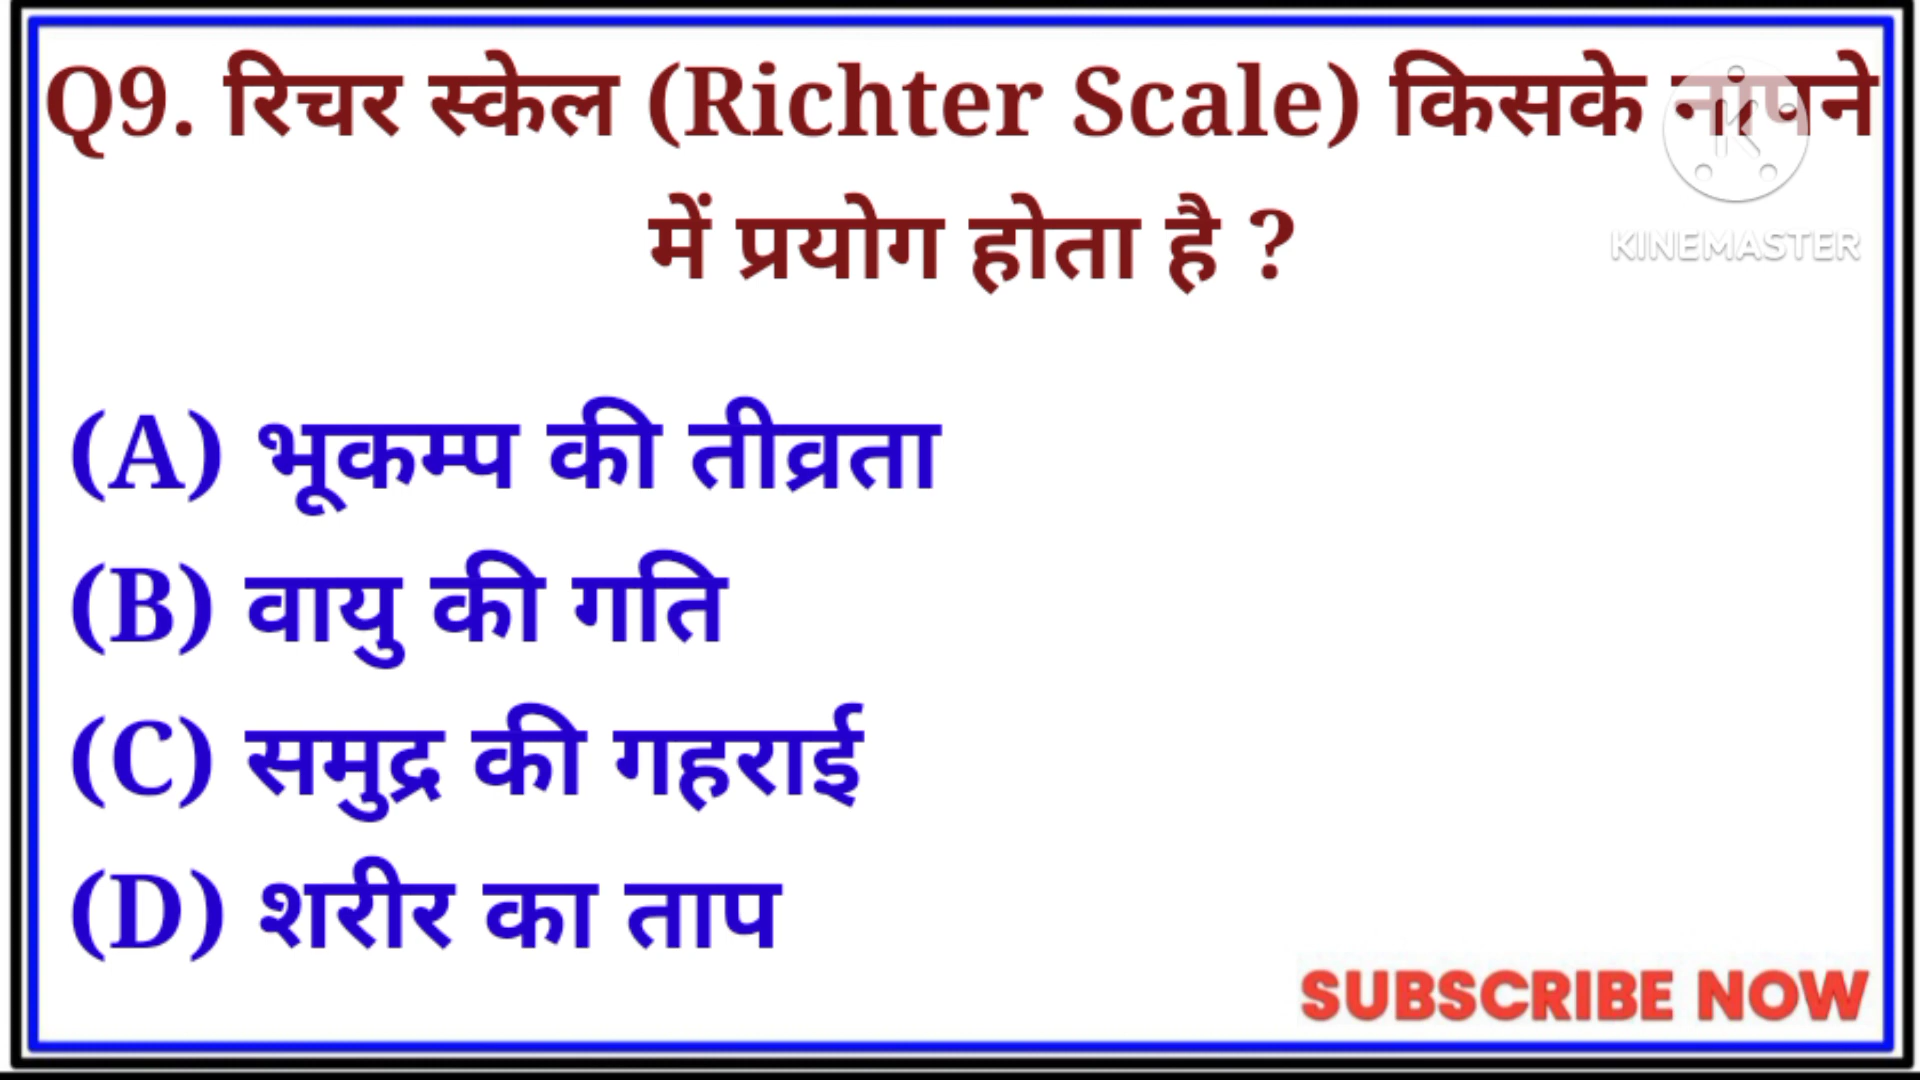 Q9. रिचर स्केल (Richter Scale) किसके नापने
में प्रयोग होता है ?
KINEMASTER
(A) भूकम्प की तीव्रता
(B) वायु की गति
(C) समुद्र की गहराई
(D) शरीर का ताप
SUBSCRIBE NOW